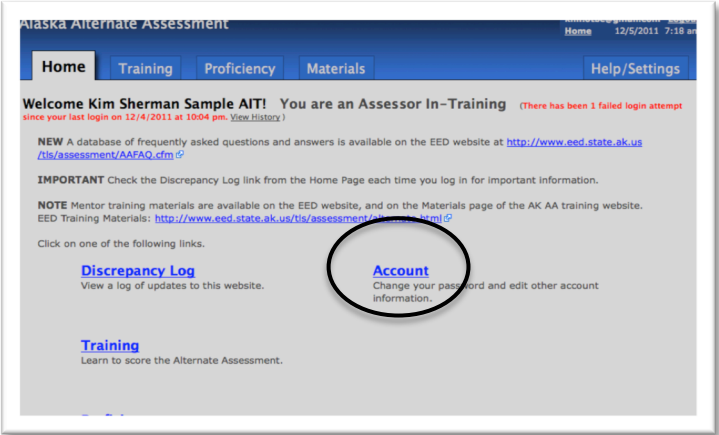 Alaska Alternate Assessment
Home 12/5/2011 7:18 am
Home Training Proficiency Materials Help/Settings
Welcome Kim Sherman Sample AIT! You are an Assessor In-Training (There has been 1 failed login attempt
since your last login on 12/4/2011 at 10:04 pm. View History )
NEW A database of frequently asked questions and answers is available on the EED website at http://www.eed.state.ak.us
/tls/assessment/AAFAQ.cfm
IMPORTANT Check the Discrepancy Log link from the Home Page each time you log in for important information.
NOTE Mentor training materials are available on the EED website, and on the Materials page of the AK AA training website.
EED Training Materials: http://www.eed.state.ak.us/tls/assessment/alternate.html
Click on one of the following links.
Discrepancy Log
View a log of updates to this website.
Account
Change your password and edit other account
information.
Training
Learn to score the Alternate Assessment.